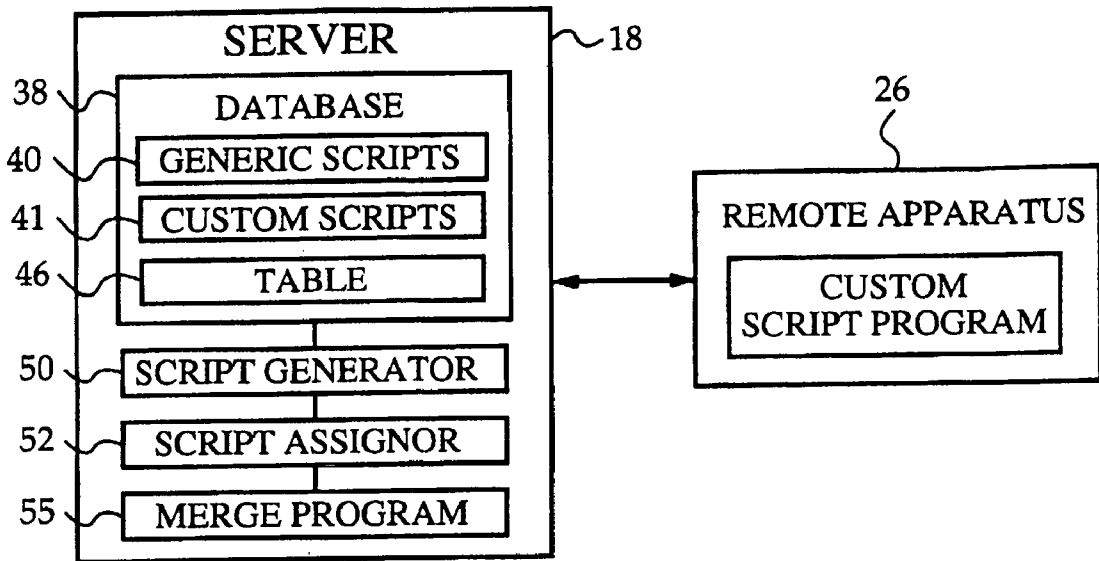 SERVER
18
38
DATABASE
40
GENERIC SCRIPTS
41
CUSTOM SCRIPTS
46
TABLE
50
SCRIPT GENERATOR
52
SCRIPT ASSIGNOR
55
MERGE PROGRAM
26
REMOTE APPARATUS
CUSTOM
SCRIPT PROGRAM